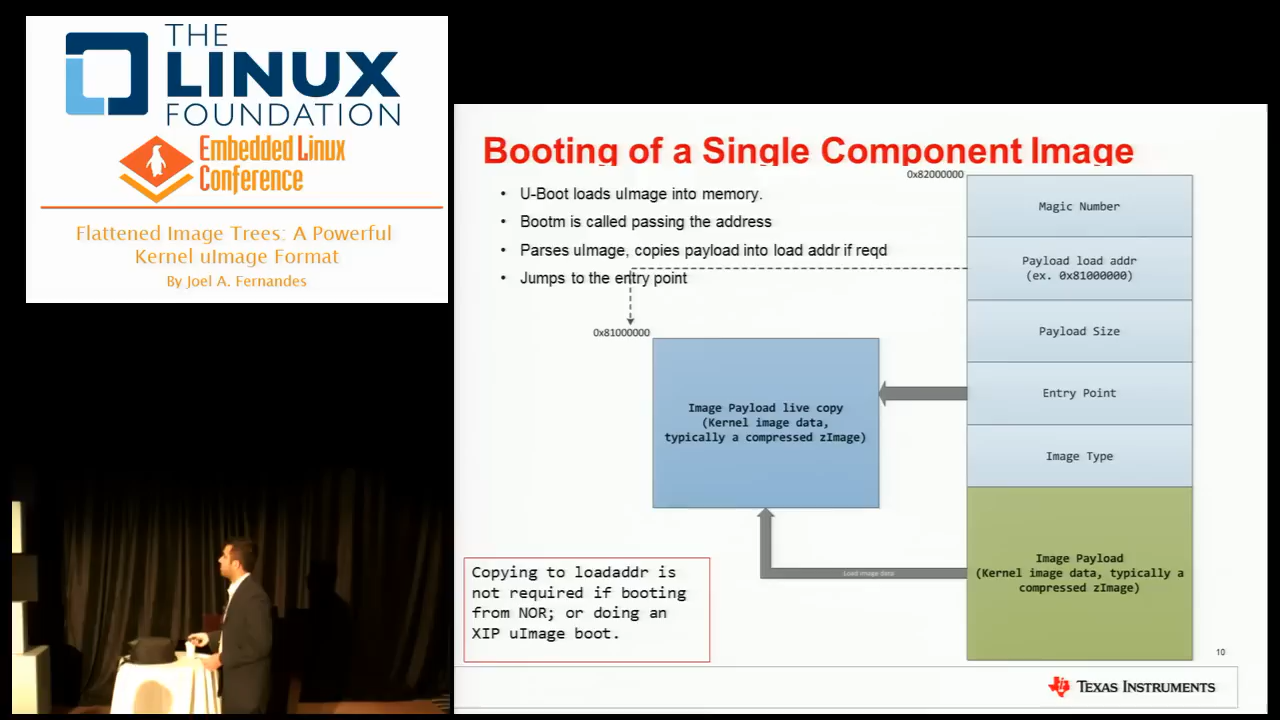 THE
LINUX
FOUNDATION
Embedded Linux
Conference
Flattened Image Trees: A Powerful
Kernel uImage Format
By Joel A. Fernandes
Booting of a Single Component Image
• U-Boot loads uImage into memory.
• Bootm is called passing the address
• Parses uImage, copies payload into load addr if reqd
• Jumps to the entry point
0x82000000
Magic Number
Payload load addr
(ex. 0x81000000)
Payload Size
Entry Point
Image Type
Image Payload
(Kernel image data, typically a
compressed zImage)
0x81000000
Image Payload live copy
(Kernel image data,
typically a compressed zImage)
Load image data
Copying to loadaddr is
not required if booting
from NOR; or doing an
XIP uImage boot.
10
TEXAS INSTRUMENTS